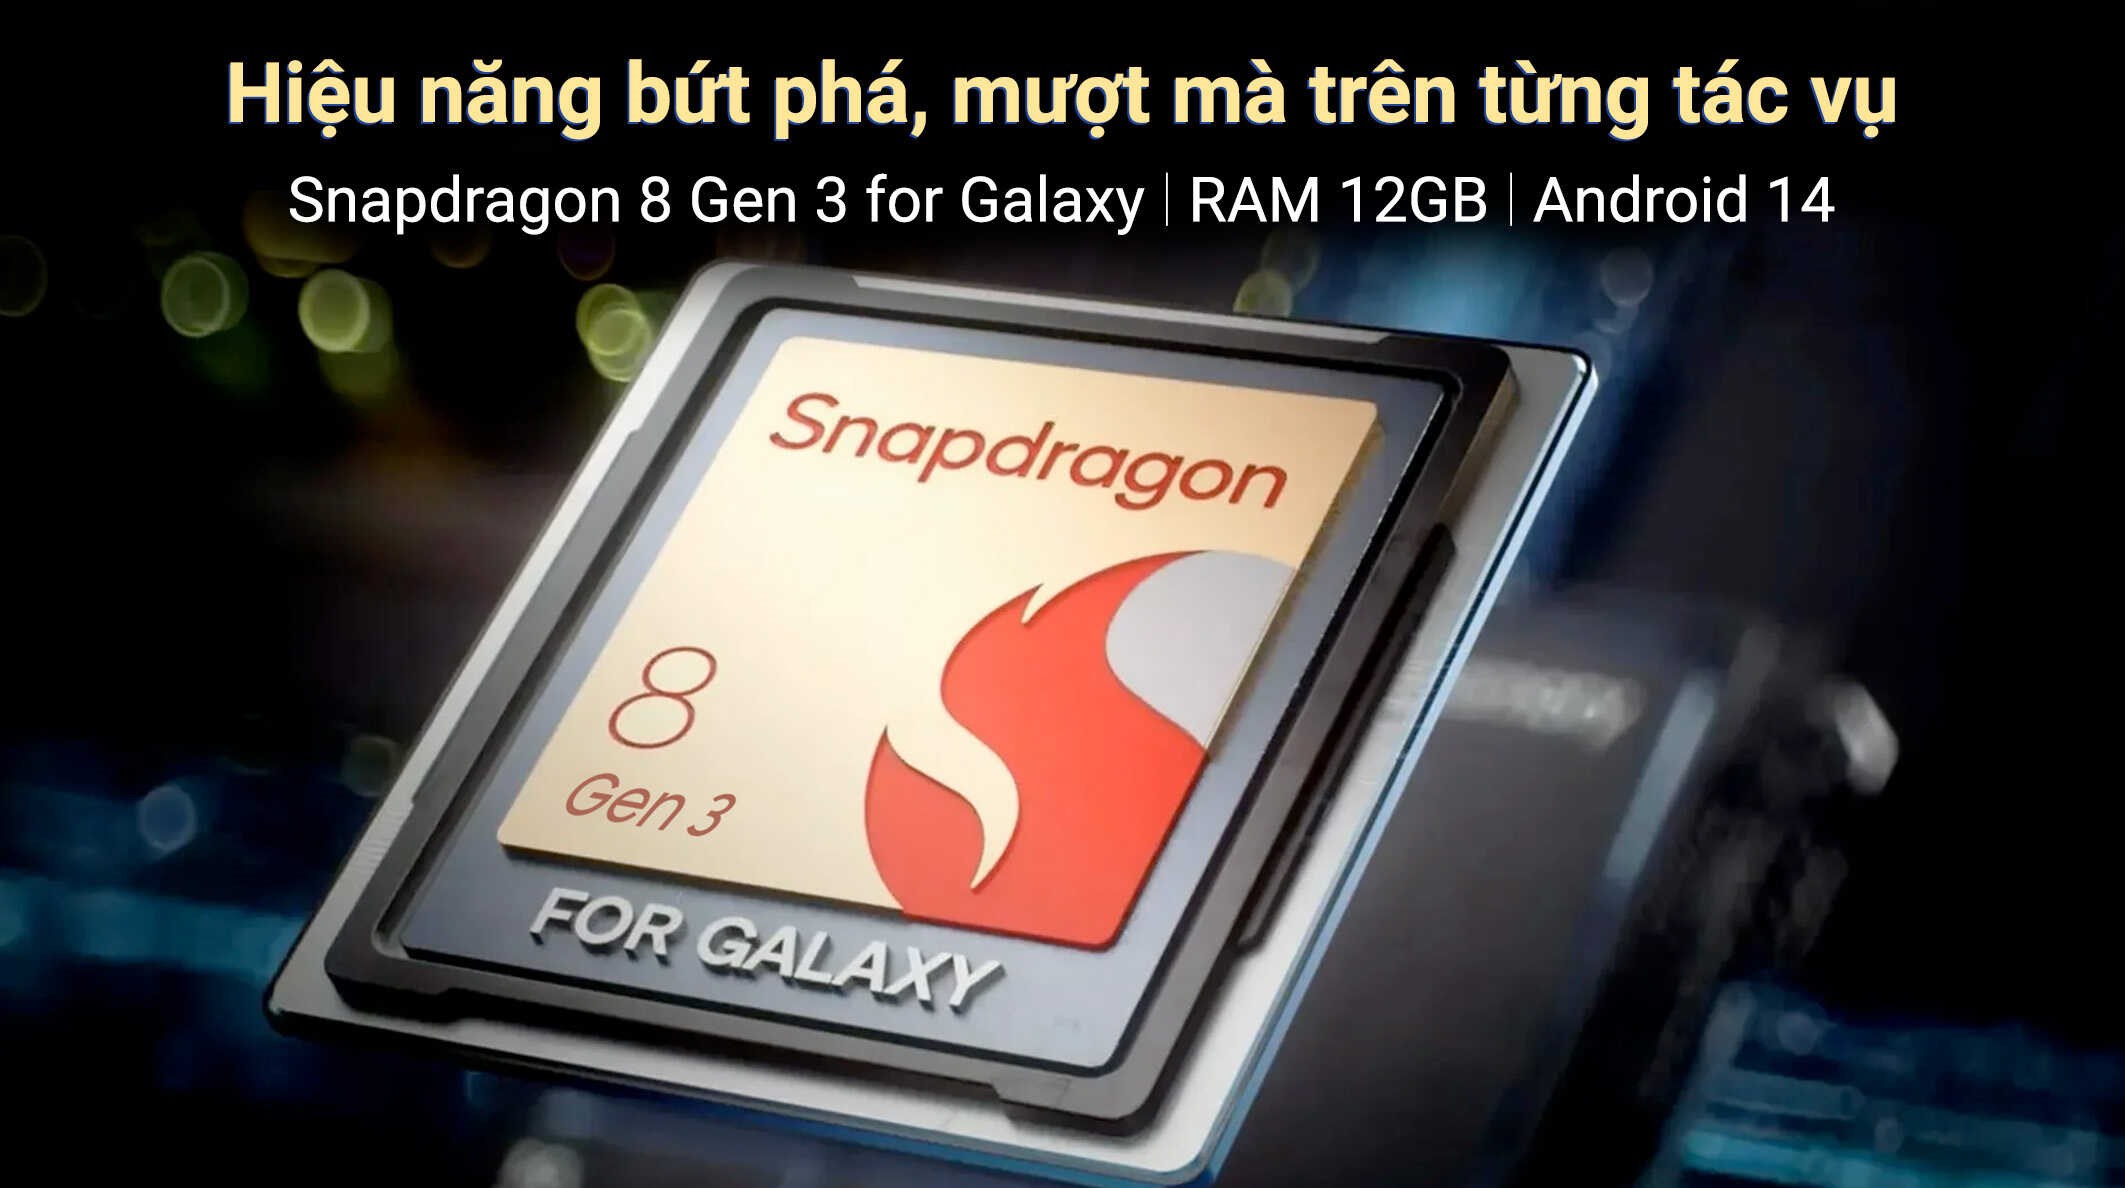 Hiệu năng bứt phá, mượt mà trên từng tác vụ
Snapdragon 8 Gen 3 for Galaxy | RAM 12GB | Android 14
Snapdragon
8
Gen 3
FOR GALAXY